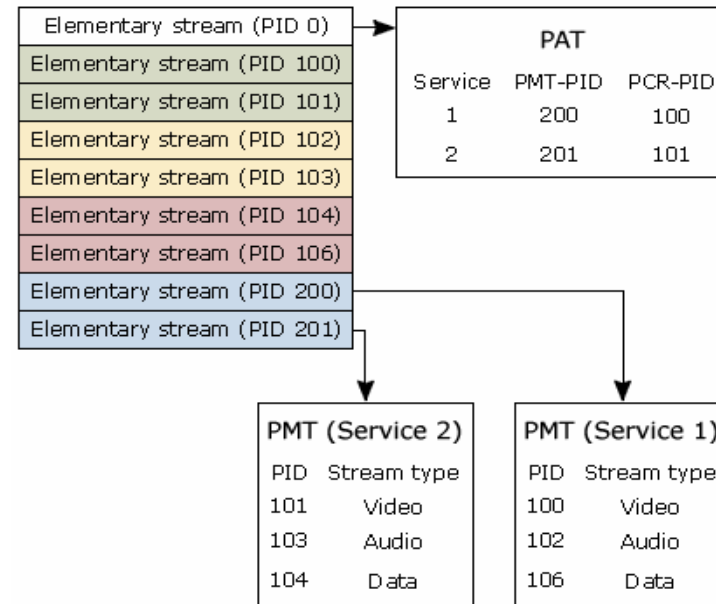 Elementary stream (PID 0)
Elementary stream (PID 100)
Elementary stream (PID 101)
Elementary stream (PID 102)
Elementary stream (PID 103)
Elementary stream (PID 104)
Elementary stream (PID 106)
Elementary stream (PID 200)
Elementary stream (PID 201)
PAT
Service PMT-PID PCR-PID
1 200 100
2 201 101
PMT (Service 2)
PID Stream type
101 Video
103 Audio
104 Data
PMT (Service 1)
PID Stream type
100 Video
102 Audio
106 Data